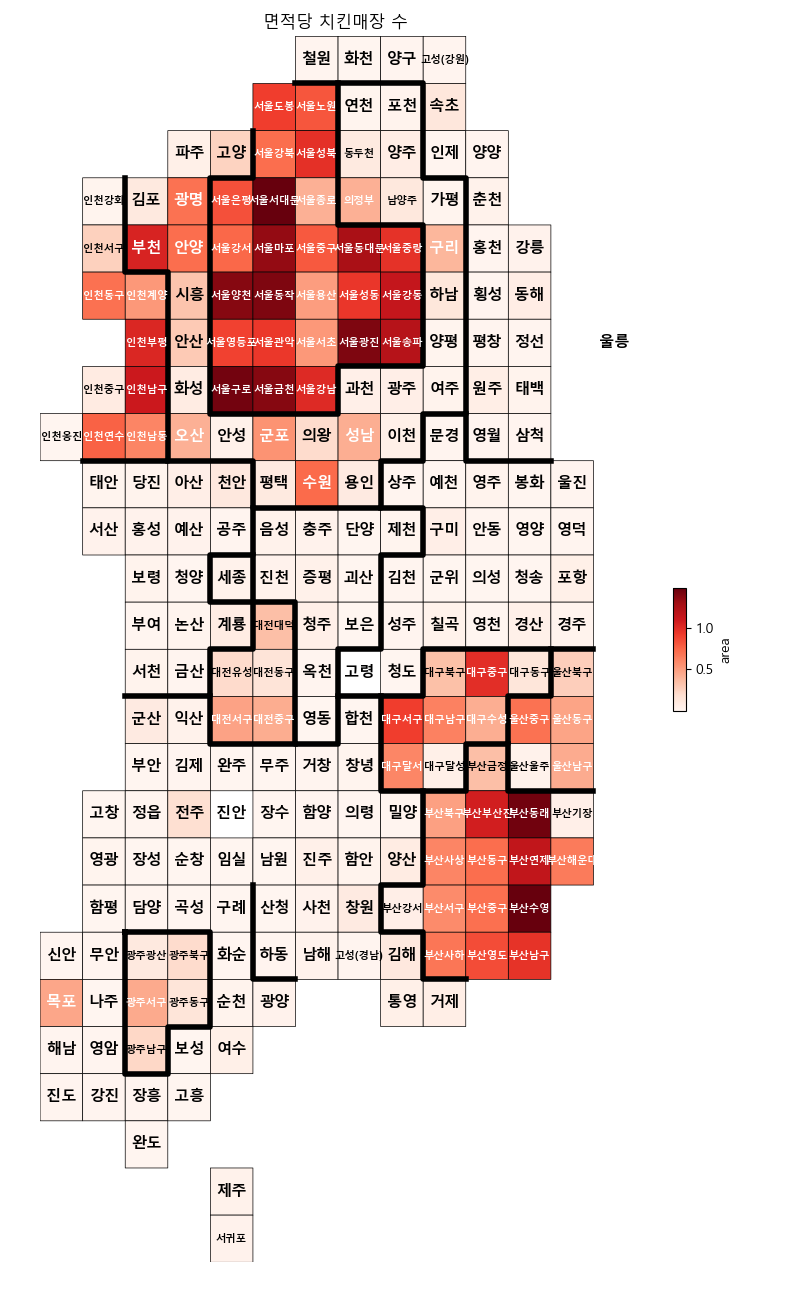 면적당 치킨매장 수
철원 화천 양구 고성(강원)
서울도봉 서울노원 연천 포천 속초
파주 고양 서울강북 서울성북 동두천 양주 인제 양양
인천강화 김포 광명 서울은평 서울서대문 서울종로 의정부 남양주 가평 춘천
인천서구 부천 안양 서울강서 서울마포 서울중구 서울동대문 서울중랑 구리 홍천 강릉
인천동구 인천계양 시흥 서울양천 서울동작 서울용산 서울성동 서울강동 하남 횡성 동해
인천부평 안산 서울영등포 서울관악 서울서초 서울광진 서울송파 양평 평창 정선 울릉
인천중구 인천남구 화성 서울구로 서울금천 서울강남 과천 광주 여주 원주 태백
인천옹진 인천연수 인천남동 오산 안성 군포 의왕 성남 이천 문경 영월 삼척
태안 당진 아산 천안 평택 수원 용인 상주 예천 영주 봉화 울진
서산 홍성 예산 공주 음성 충주 단양 제천 구미 안동 영양 영덕
보령 청양 세종 진천 증평 괴산 김천 군위 의성 청송 포항
부여 논산 계룡 대전대덕 청주 보은 성주 칠곡 영천 경산 경주
서천 금산 대전유성 대전동구 옥천 고령 청도 대구북구 대구중구 대구동구 울산북구
군산 익산 대전서구 대전중구 영동 합천 대구서구 대구남구 대구수성 울산중구 울산동구
부안 김제 완주 무주 거창 창녕 대구달서 대구달성 부산금정 울산울주 울산남구
고창 정읍 전주 진안 장수 함양 의령 밀양 부산북구 부산부산진 부산동래 부산기장
영광 장성 순창 임실 남원 진주 함안 양산 부산사상 부산동구 부산연제 부산해운대
함평 담양 곡성 구례 산청 사천 창원 부산강서 부산서구 부산중구 부산수영
신안 무안 광주광산 광주북구 화순 하동 남해 고성(경남) 김해 부산사하 부산영도 부산남구
목포 나주 광주서구 광주동구 순천 광양 통영 거제
해남 영암 광주남구 보성 여수
진도 강진 장흥 고흥
완도
제주
서귀포
1.0
0.5
area